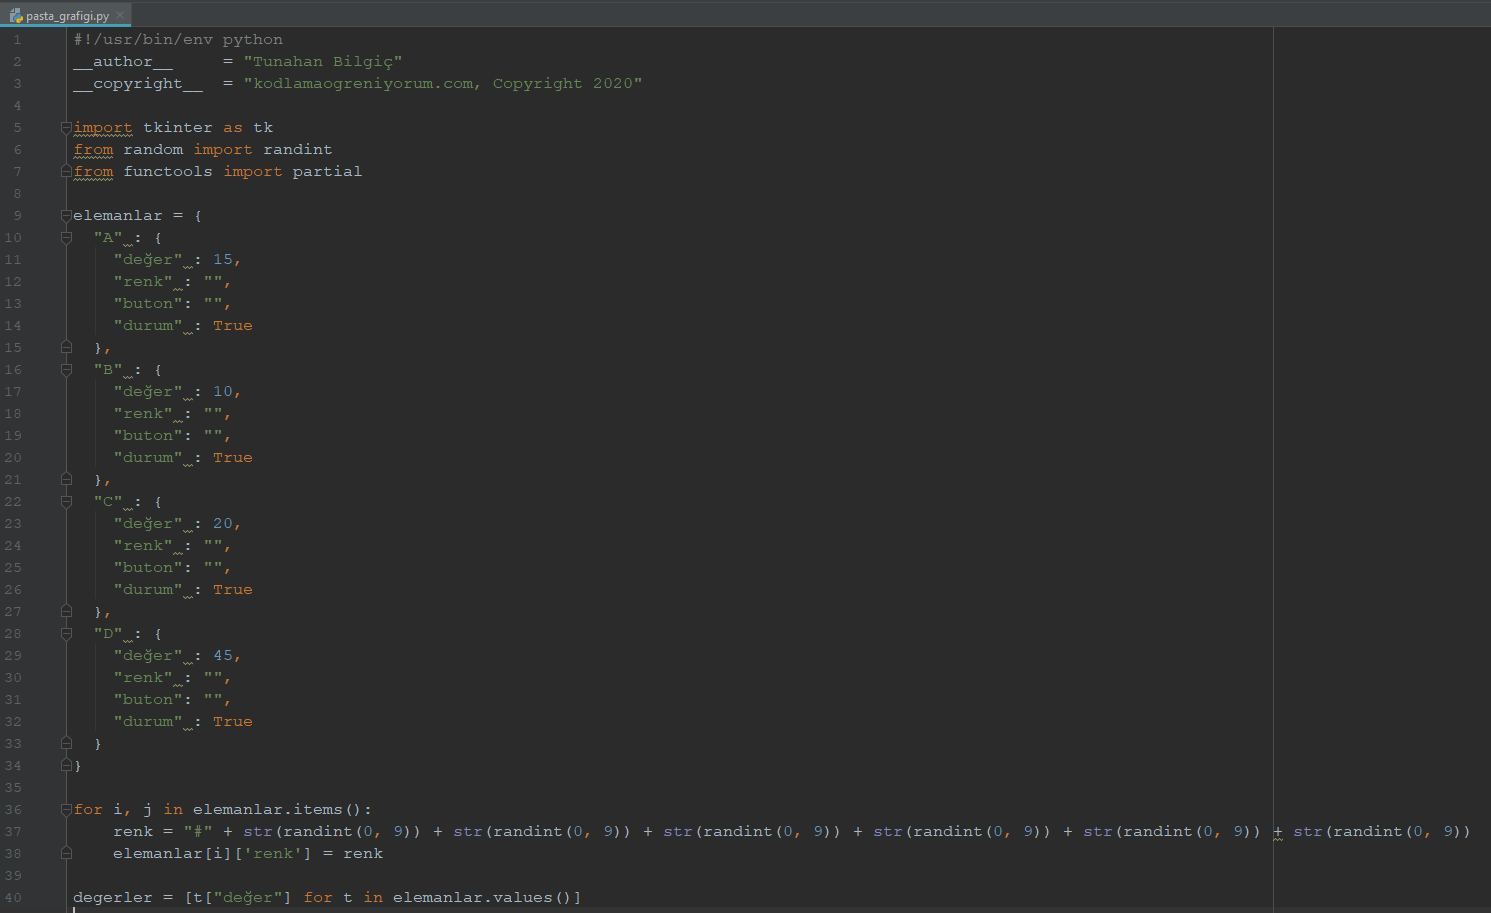 pasta_grafigi.py
1 #!/usr/bin/env python
2 __author__     = "Tunahan Bilgiç"
3 __copyright__  = "kodlamaogreniyorum.com, Copyright 2020"
4
5 import tkinter as tk
6 from random import randint
7 from functools import partial
8
9 elemanlar = {
10   "A" : {
11     "değer" : 15,
12     "renk" : "",
13     "buton": "",
14     "durum" : True
15   },
16   "B" : {
17     "değer" : 10,
18     "renk" : "",
19     "buton": "",
20     "durum" : True
21   },
22   "C" : {
23     "değer" : 20,
24     "renk" : "",
25     "buton": "",
26     "durum" : True
27   },
28   "D" : {
29     "değer" : 45,
30     "renk" : "",
31     "buton": "",
32     "durum" : True
33   }
34 }
35
36 for i, j in elemanlar.items():
37     renk = "#" + str(randint(0, 9)) + str(randint(0, 9)) + str(randint(0, 9)) + str(randint(0, 9)) + str(randint(0, 9)) + str(randint(0, 9))
38     elemanlar[i]['renk'] = renk
39
40 degerler = [t["değer"] for t in elemanlar.values()]